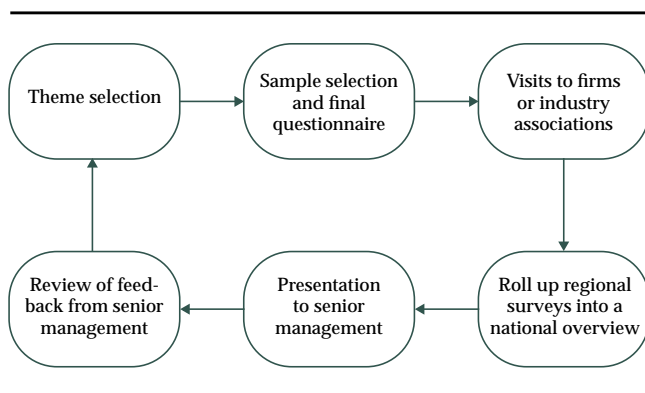 Theme selection
Sample selection
and final
questionnaire
Visits to firms
or industry
associations
Review of feed-
back from senior
management
Presentation
to senior
management
Roll up regional
surveys into a
national overview